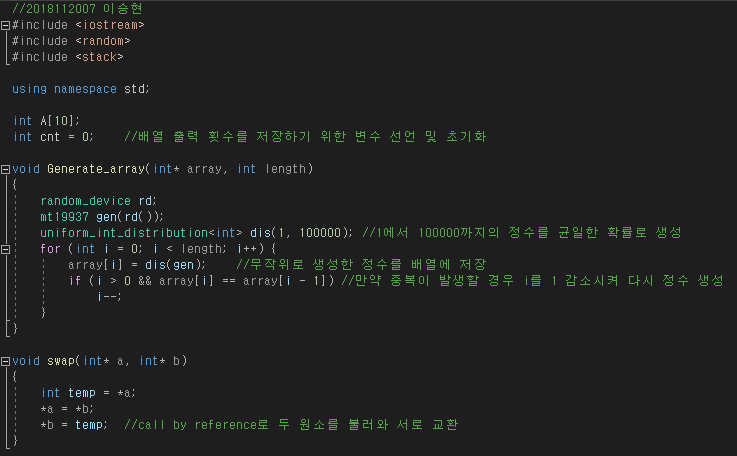 //2018112007 이승현
#include <iostream>
#include <random>
#include <stack>
using namespace std;
int A[10];
int cnt = 0;    //배열 출력 횟수를 저장하기 위한 변수 선언 및 초기화
void Generate_array(int* array, int length)
{
    random_device rd;
    mt19937 gen(rd());
    uniform_int_distribution<int> dis(1, 100000); //1에서 100000까지의 정수를 균일한 확률로 생성
    for (int i = 0; i < length; i++) {
        array[i] = dis(gen);    //무작위로 생성한 정수를 배열에 저장
        if (i > 0 && array[i] == array[i - 1]) //만약 중복이 발생할 경우 i를 1 감소시켜 다시 정수 생성
            i--;
    }
}
void swap(int* a, int* b)
{
    int temp = *a;
    *a = *b;
    *b = temp;  //call by reference로 두 원소를 불러와 서로 교환
}